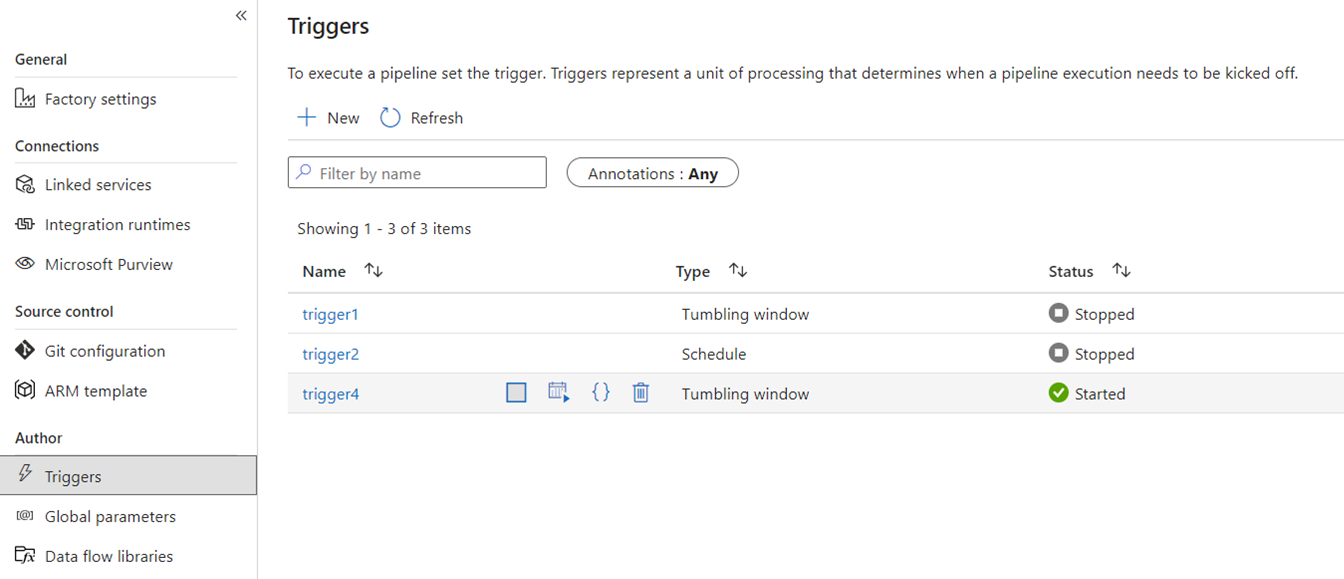 General
Factory settings
Connections
Linked services
Integration runtimes
Microsoft Purview
Source control
Git configuration
ARM template
Author
Triggers
Global parameters
Data flow libraries
Triggers
To execute a pipeline set the trigger. Triggers represent a unit of processing that determines when a pipeline execution needs to be kicked off.
New Refresh
Filter by name Annotations : Any
Showing 1 - 3 of 3 items
Name Type Status
trigger1 Tumbling window Stopped
trigger2 Schedule Stopped
trigger4 Tumbling window Started